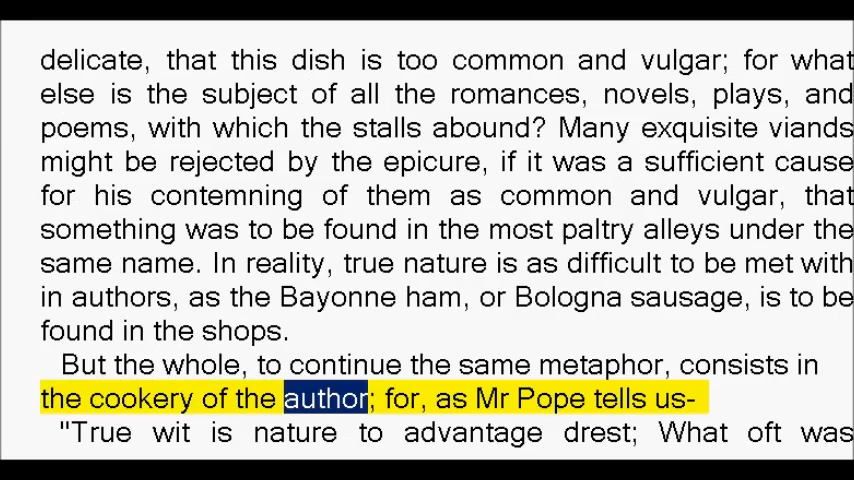 delicate, that this dish is too common and vulgar; for what
else is the subject of all the romances, novels, plays, and
poems, with which the stalls abound? Many exquisite viands
might be rejected by the epicure, if it was a sufficient cause
for his contemning of them as common and vulgar, that
something was to be found in the most paltry alleys under the
same name. In reality, true nature is as difficult to be met with
in authors, as the Bayonne ham, or Bologna sausage, is to be
found in the shops.
But the whole, to continue the same metaphor, consists in
the cookery of the author; for, as Mr Pope tells us-
"True wit is nature to advantage drest; What oft was